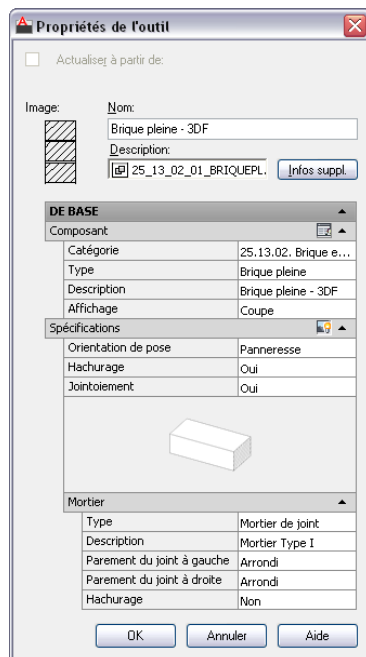 Propriétés de l'outil
Actualiser à partir de:
Image:
Nom:
Brique pleine - 3DF
Description:
25_13_02_01_BRIQUEPL.
Infos suppl.
DE BASE
Composant
Catégorie 25.13.02. Brique e...
Type Brique pleine
Description Brique pleine - 3DF
Affichage Coupe
Spécifications
Orientation de pose Panneresse
Hachurage Oui
Jointoiement Oui
Mortier
Type Mortier de joint
Description Mortier Type I
Parement du joint à gauche Arrondi
Parement du joint à droite Arrondi
Hachurage Non
OK Annuler Aide